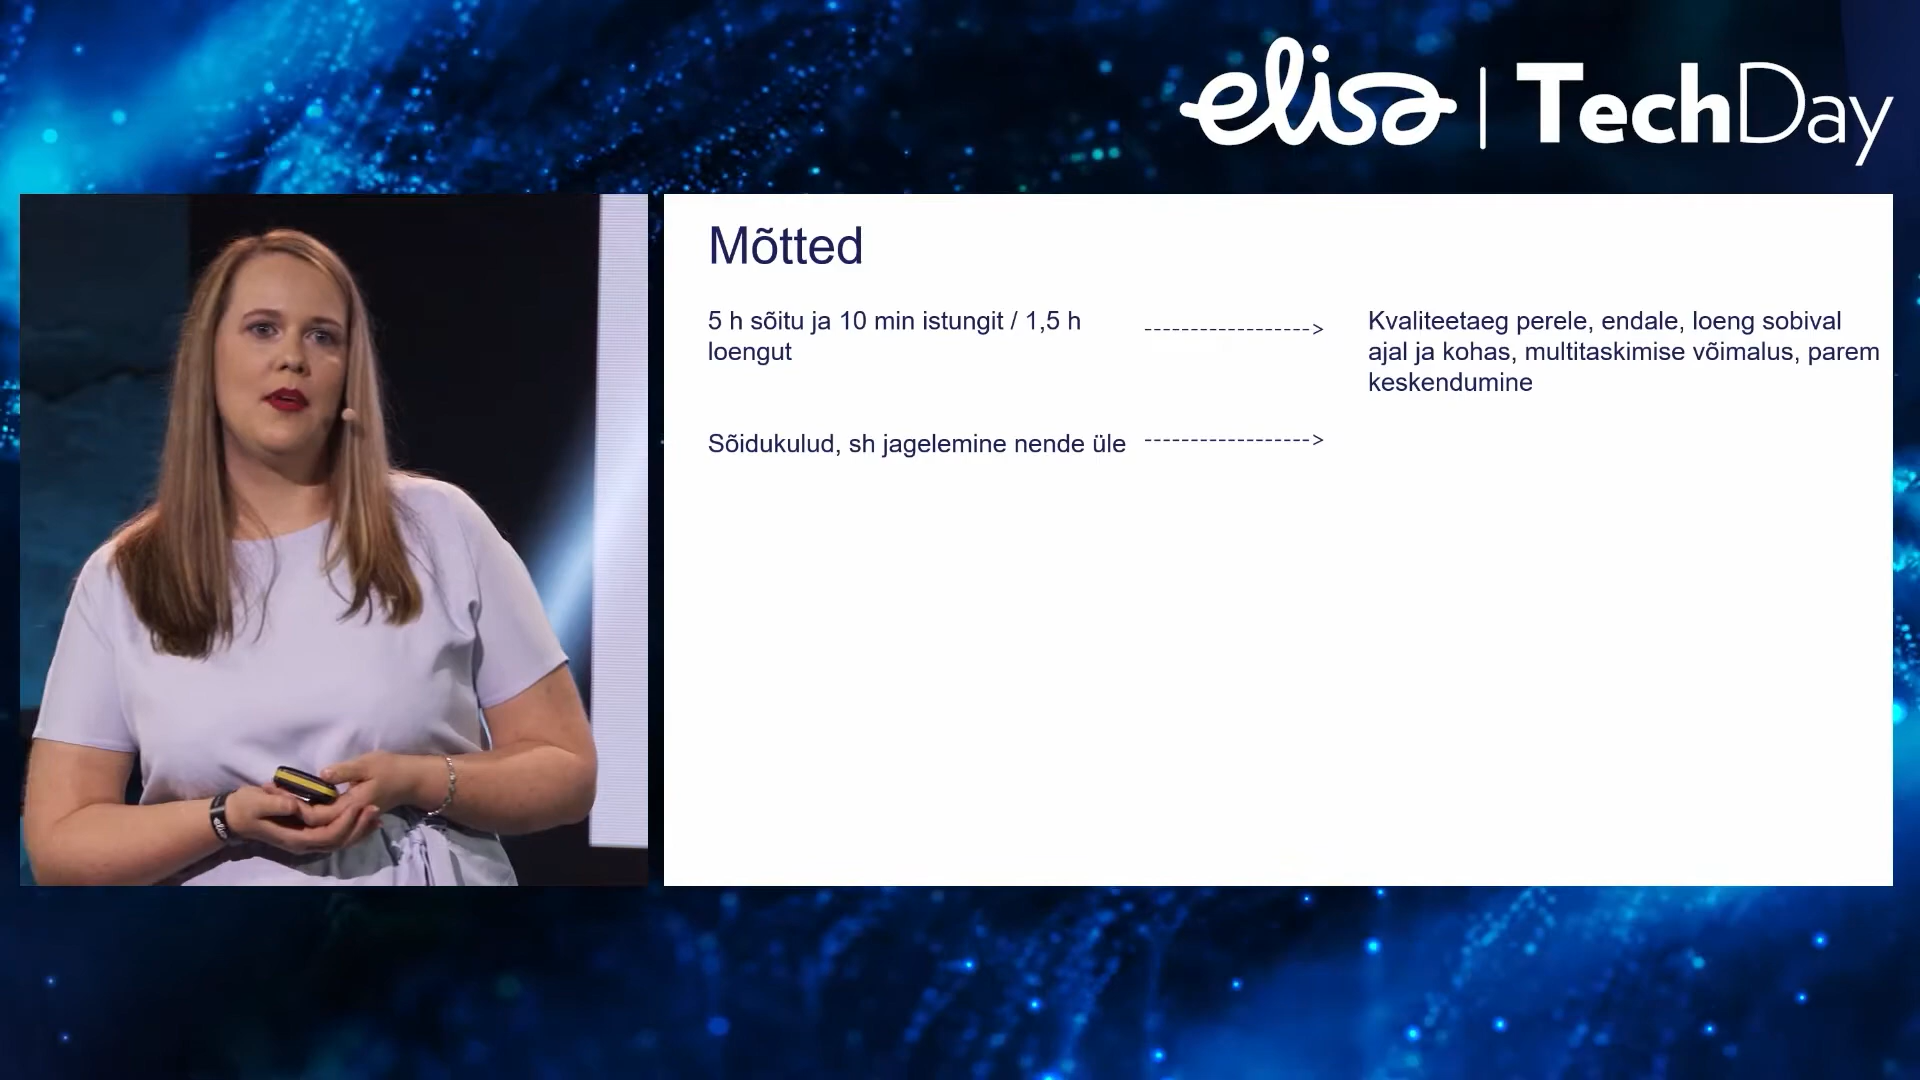 elisa | TechDay
Mõtted
5 h sõitu ja 10 min istungit / 1,5 h
loengut
------------------>
Kvaliteetaeg perele, endale, loeng sobival
ajal ja kohas, multitaskimise võimalus, parem
keskendumine
Sõidukulud, sh jagelemine nende üle
------------------>
elisa